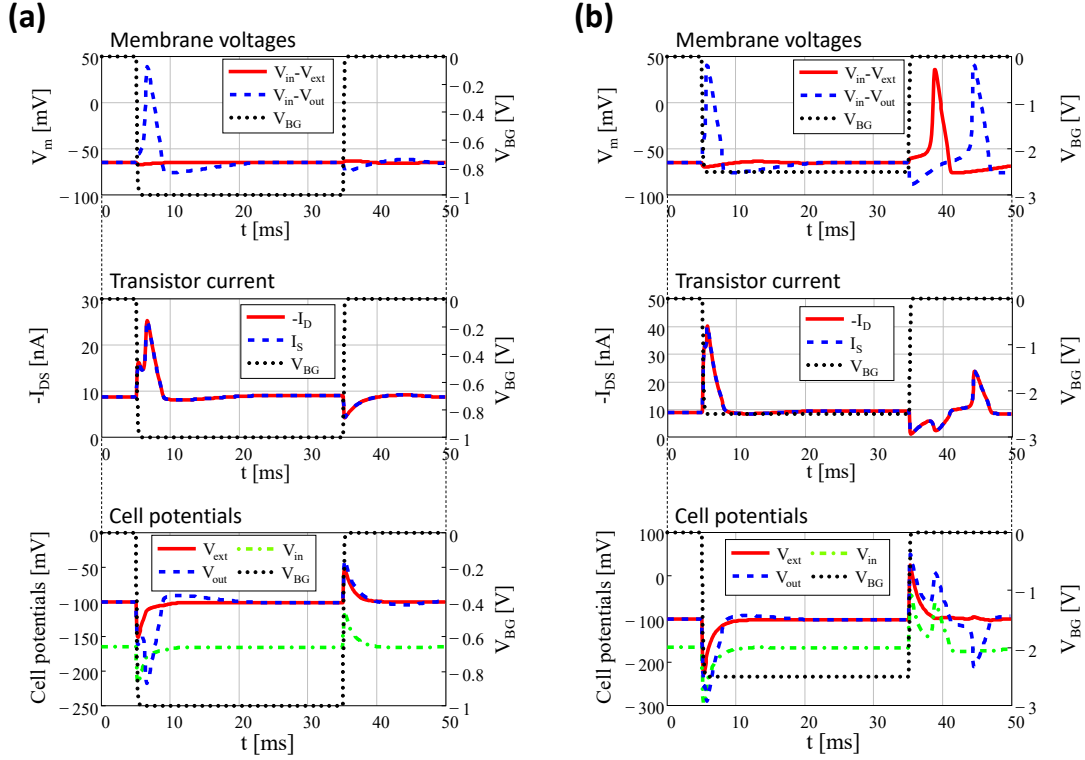 (a)
Membrane voltages
50
0
−50
−100
V_m [mV]
0
−0.2
−0.4
−0.6
−0.8
−1
V_BG [V]
V_in-V_ext
V_in-V_out
V_BG
0 10 20 30 40 50
t [ms]
Transistor current
30
20
10
0
-I_DS [nA]
0
−0.2
−0.4
−0.6
−0.8
−1
V_BG [V]
-I_D
I_S
V_BG
0 10 20 30 40 50
t [ms]
Cell potentials
0
−50
−100
−150
−200
−250
Cell potentials [mV]
0
−0.2
−0.4
−0.6
−0.8
−1
V_BG [V]
V_ext V_in
V_out V_BG
0 10 20 30 40 50
t [ms]
(b)
Membrane voltages
50
0
−50
−100
V_m [mV]
0
−1
−2
−3
V_BG [V]
V_in-V_ext
V_in-V_out
V_BG
0 10 20 30 40 50
t [ms]
Transistor current
50
40
30
20
10
0
-I_DS [nA]
0
−1
−2
−3
V_BG [V]
-I_D
I_S
V_BG
0 10 20 30 40 50
t [ms]
Cell potentials
100
0
−100
−200
−300
Cell potentials [mV]
0
−1
−2
−3
V_BG [V]
V_ext V_in
V_out V_BG
0 10 20 30 40 50
t [ms]